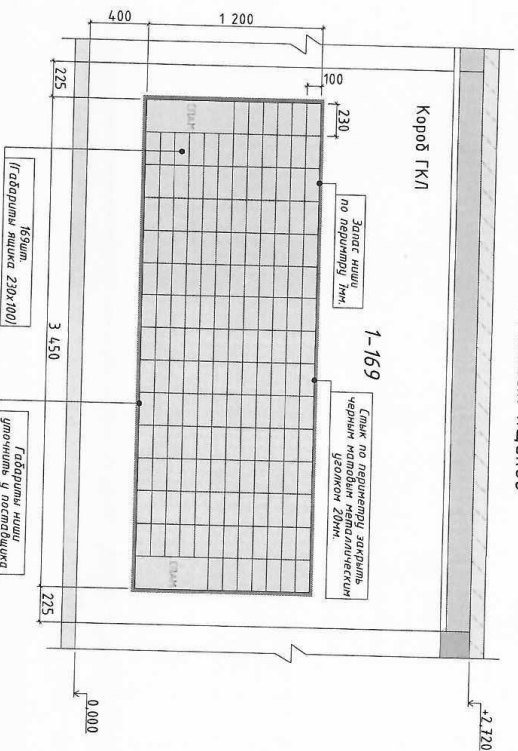 +2,720
Короб ГКЛ
Запас ниши
по периметру 1мм.
1-169
Стык по периметру закрыть
черным матовым металлическим
уголком 20мм.
100
230
1 200
400
СПАМ
СПАМ
225
3 450
225
169шт.
(Габариты ящика 230х100)
Габариты ниши
уточнить у поставщика
0,000